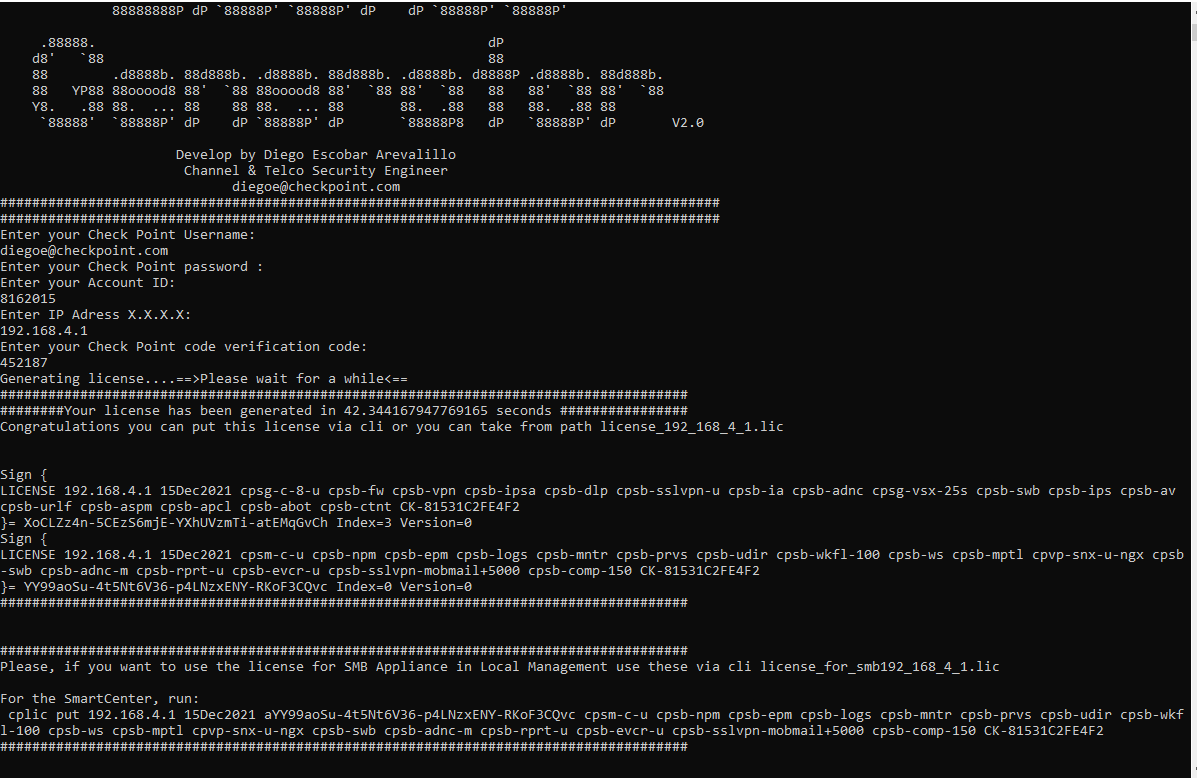 88888888P dP `88888P' `88888P' dP    dP `88888P' `88888P'
     .88888.                                                 dP
    d8'   `88                                                88
    88        .d8888b. 88d888b. .d8888b. 88d888b. .d8888b. d8888P .d8888b. 88d888b.
    88   YP88 88ooood8 88'  `88 88ooood8 88'  `88 88'  `88   88   88'  `88 88'  `88
    Y8.   .88 88.  ... 88    88 88.  ... 88       88.  .88   88   88.  .88 88
     `88888'  `88888P' dP    dP `88888P' dP       `88888P8   dP   `88888P' dP       V2.0
Develop by Diego Escobar Arevalillo
Channel & Telco Security Engineer
diegoe@checkpoint.com
##########################################################################################
##########################################################################################
Enter your Check Point Username:
diegoe@checkpoint.com
Enter your Check Point password :
Enter your Account ID:
8162015
Enter IP Adress X.X.X.X:
192.168.4.1
Enter your Check Point code verification code:
452187
Generating license....==>Please wait for a while<==
######################################################################################
########Your license has been generated in 42.344167947769165 seconds ################
Congratulations you can put this license via cli or you can take from path license_192_168_4_1.lic
Sign {
LICENSE 192.168.4.1 15Dec2021 cpsg-c-8-u cpsb-fw cpsb-vpn cpsb-ipsa cpsb-dlp cpsb-sslvpn-u cpsb-ia cpsb-adnc cpsg-vsx-25s cpsb-swb cpsb-ips cpsb-av
cpsb-urlf cpsb-aspm cpsb-apcl cpsb-abot cpsb-ctnt CK-81531C2FE4F2
}= XoCLZz4n-5CEzS6mjE-YXhUVzmTi-atEMqGvCh Index=3 Version=0
Sign {
LICENSE 192.168.4.1 15Dec2021 cpsm-c-u cpsb-npm cpsb-epm cpsb-logs cpsb-mntr cpsb-prvs cpsb-udir cpsb-wkfl-100 cpsb-ws cpsb-mptl cpvp-snx-u-ngx cpsb
-swb cpsb-adnc-m cpsb-rprt-u cpsb-evcr-u cpsb-sslvpn-mobmail+5000 cpsb-comp-150 CK-81531C2FE4F2
}= YY99aoSu-4t5Nt6V36-p4LNzxENY-RKoF3CQvc Index=0 Version=0
######################################################################################
######################################################################################
Please, if you want to use the license for SMB Appliance in Local Management use these via cli license_for_smb192_168_4_1.lic
For the SmartCenter, run:
 cplic put 192.168.4.1 15Dec2021 aYY99aoSu-4t5Nt6V36-p4LNzxENY-RKoF3CQvc cpsm-c-u cpsb-npm cpsb-epm cpsb-logs cpsb-mntr cpsb-prvs cpsb-udir cpsb-wkf
l-100 cpsb-ws cpsb-mptl cpvp-snx-u-ngx cpsb-swb cpsb-adnc-m cpsb-rprt-u cpsb-evcr-u cpsb-sslvpn-mobmail+5000 cpsb-comp-150 CK-81531C2FE4F2
######################################################################################